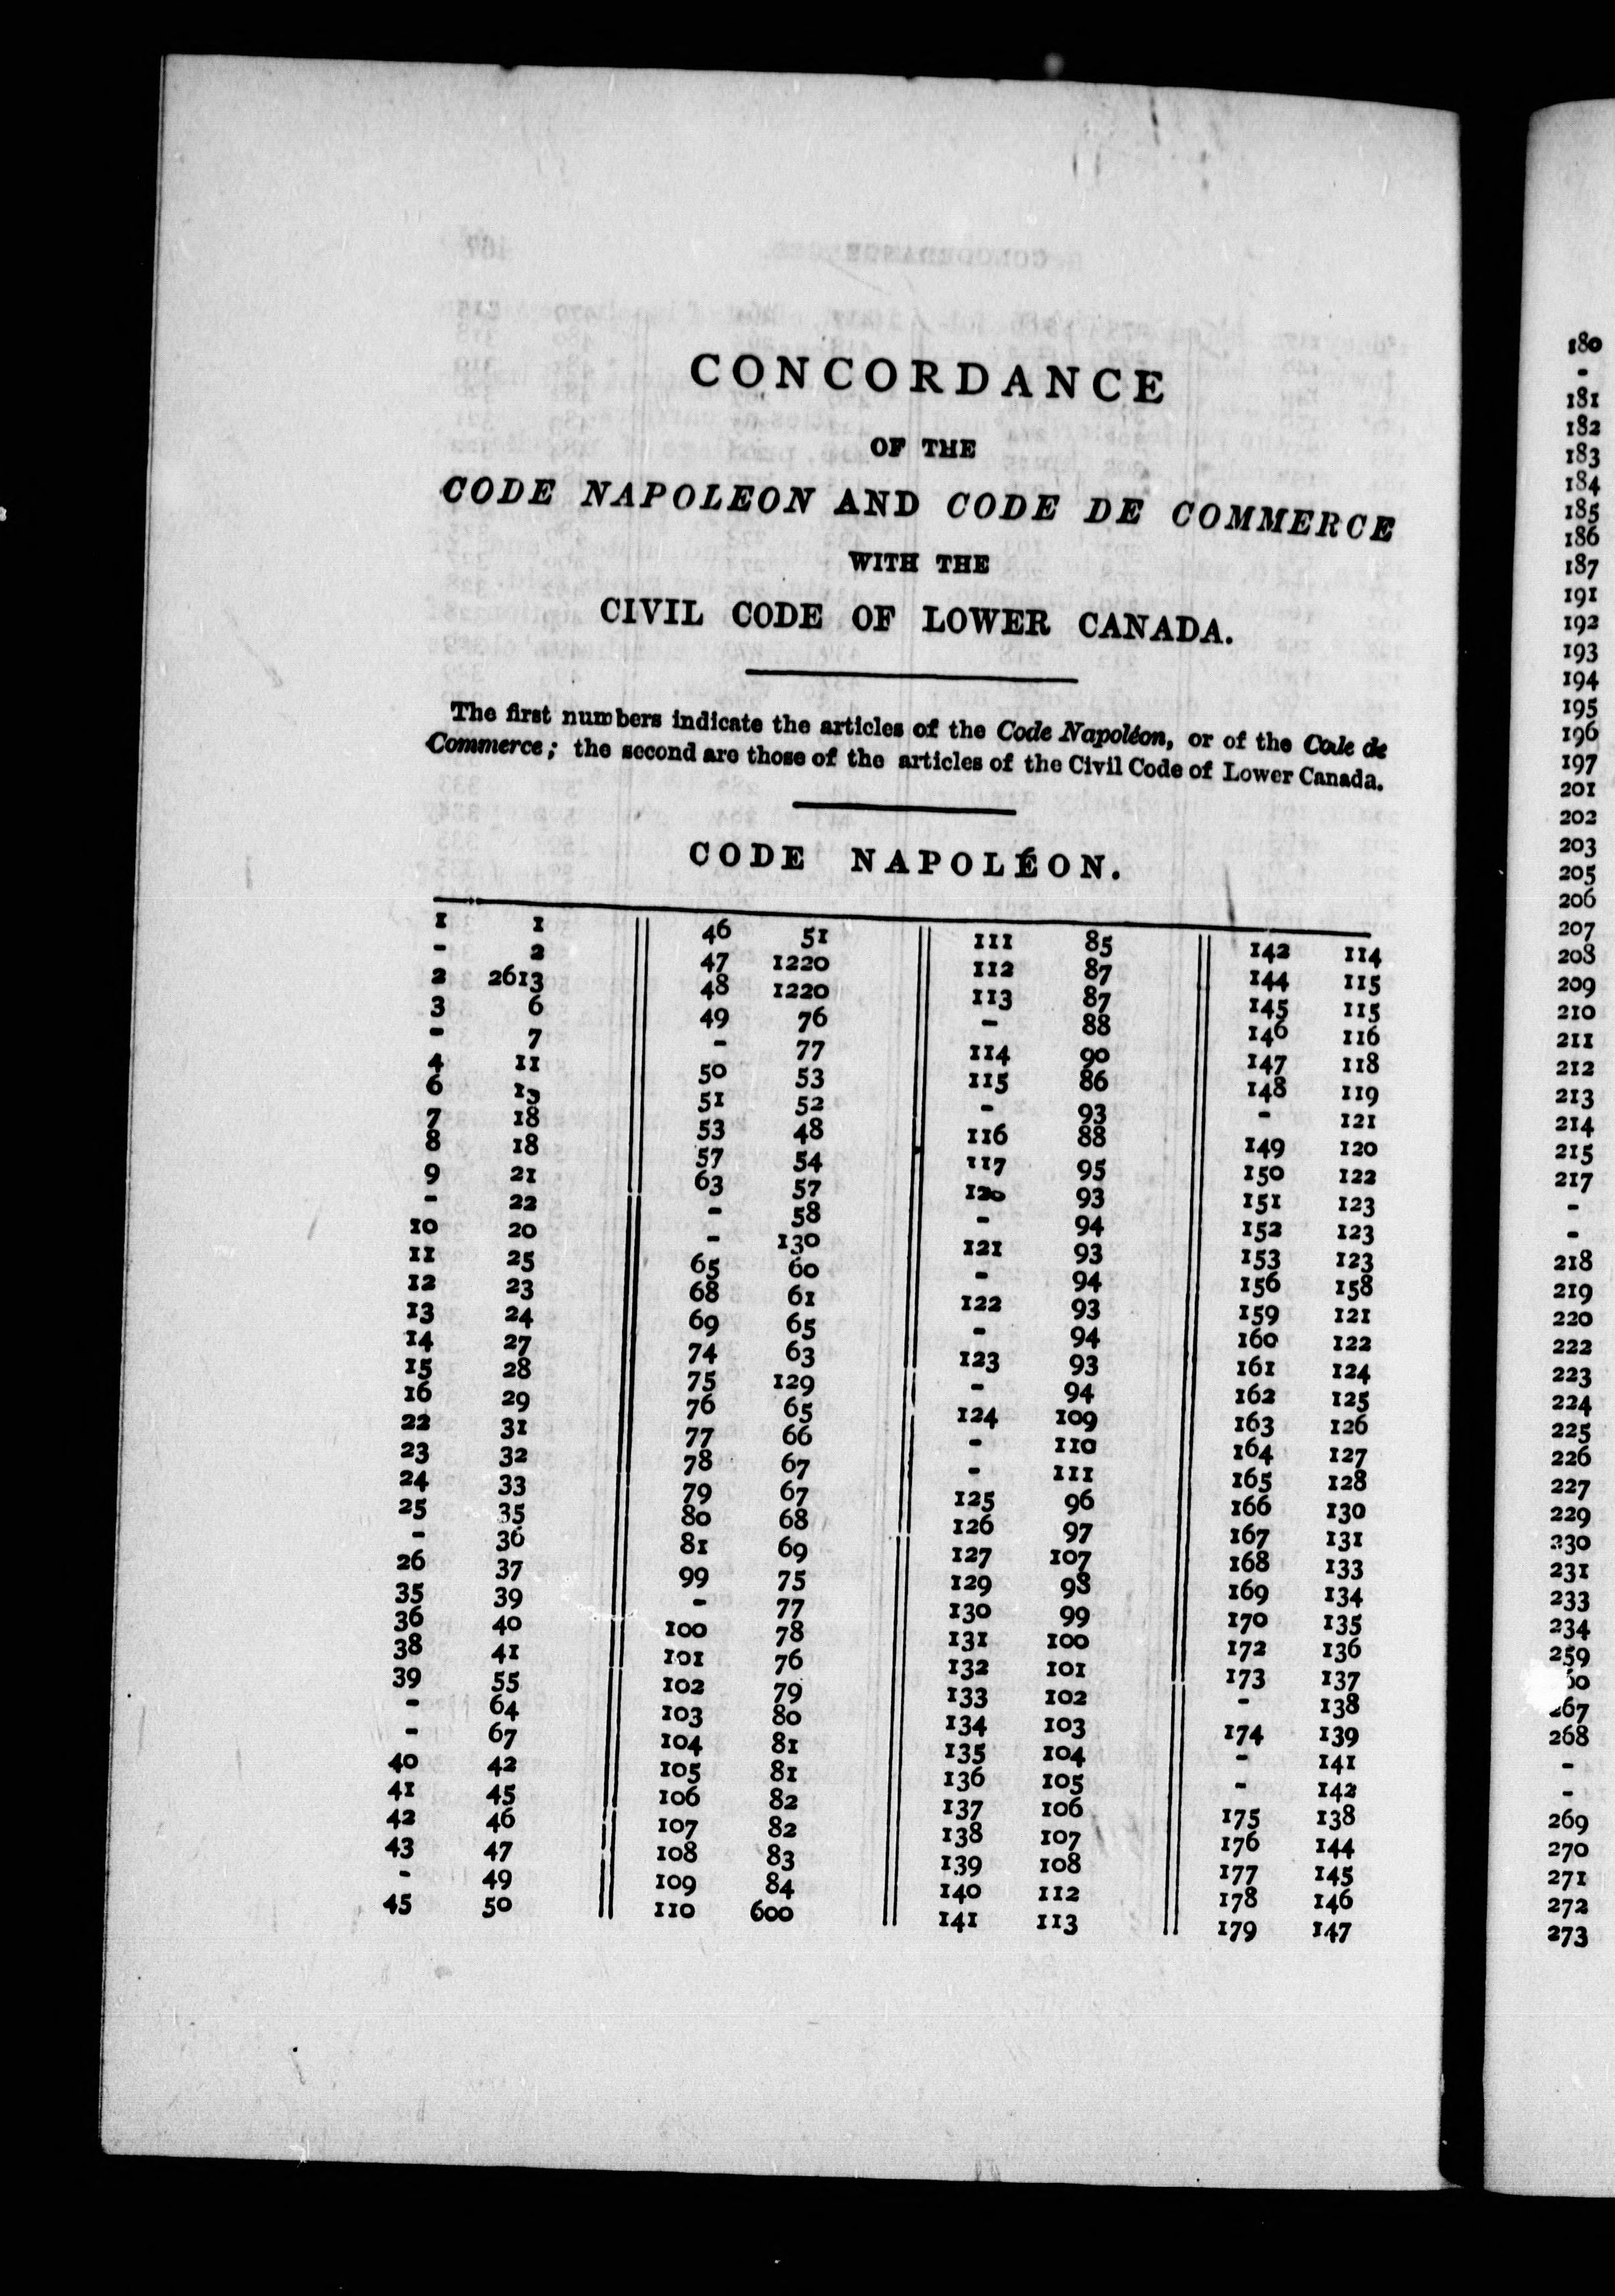 CONCORDANCE
OF THE
CODE NAPOLEON AND CODE DE COMMERCE
WITH THE
CIVIL CODE OF LOWER CANADA.
The first numbers indicate the articles of the Code Napoléon, or of the Code de
Commerce; the second are those of the articles of the Civil Code of Lower Canada.
CODE NAPOLÉON.
1 1 46 51 111 85 142 114
- 2 47 1220 112 87 144 115
2 2613 48 1220 113 87 145 115
3 6 49 76 - 88 146 116
- 7 - 77 114 90 147 118
4 11 50 53 115 86 148 119
6 13 51 52 - 93 - 121
7 18 53 48 116 88 149 120
8 18 57 54 117 95 150 122
9 21 63 57 120 93 151 123
- 22 - 58 - 94 152 123
10 20 - 130 121 93 153 123
11 25 65 60 - 94 156 158
12 23 68 61 122 93 159 121
13 24 69 65 - 94 160 122
14 27 74 63 123 93 161 124
15 28 75 129 - 94 162 125
16 29 76 65 124 109 163 126
22 31 77 66 - 110 164 127
23 32 78 67 - 111 165 128
24 33 79 67 125 96 166 130
25 35 80 68 126 97 167 131
- 36 81 69 127 107 168 133
26 37 99 75 129 98 169 134
35 39 - 77 130 99 170 135
36 40 100 78 131 100 172 136
38 41 101 76 132 101 173 137
39 55 102 79 133 102 - 138
- 64 103 80 134 103 174 139
- 67 104 81 135 104 - 141
40 42 105 81 136 105 - 142
41 45 106 82 137 106 175 138
42 46 107 82 138 107 176 144
43 47 108 83 139 108 177 145
- 49 109 84 140 112 178 146
45 50 110 600 141 113 179 147
180
-
181
182
183
184
185
186
187
191
192
193
194
195
196
197
201
202
203
205
206
207
208
209
210
211
212
213
214
215
217
-
-
218
219
220
222
223
224
225
226
227
229
230
231
233
234
259
267
268
-
-
269
270
271
272
273